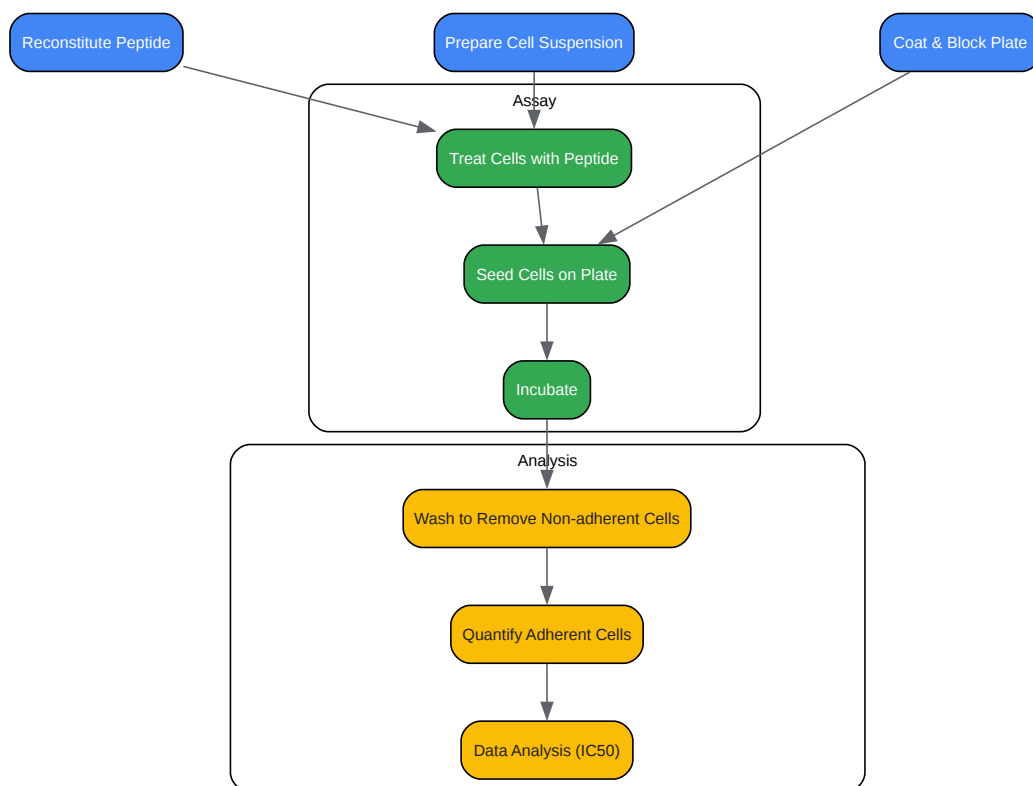 Reconstitute Peptide
Prepare Cell Suspension
Coat & Block Plate
Assay
Treat Cells with Peptide
Seed Cells on Plate
Incubate
Analysis
Wash to Remove Non-adherent Cells
Quantify Adherent Cells
Data Analysis (IC50)